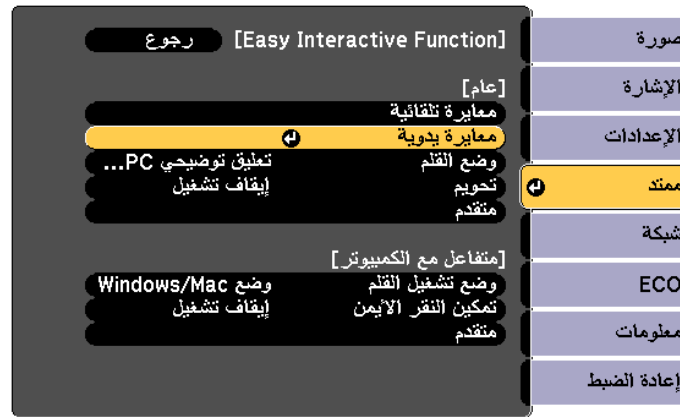 صورة
الإشارة
الإعدادات
ممتد
شبكة
ECO
معلومات
إعادة الضبط
[Easy Interactive Function] رجوع
[عام]
معايرة تلقائية
معايرة يدوية
وضع القلم تعليق توضيحي PC...
تحويم إيقاف تشغيل
متقدم
[متفاعل مع الكمبيوتر]
وضع تشغيل القلم وضع Windows/Mac
تمكين النقر الأيمن إيقاف تشغيل
متقدم